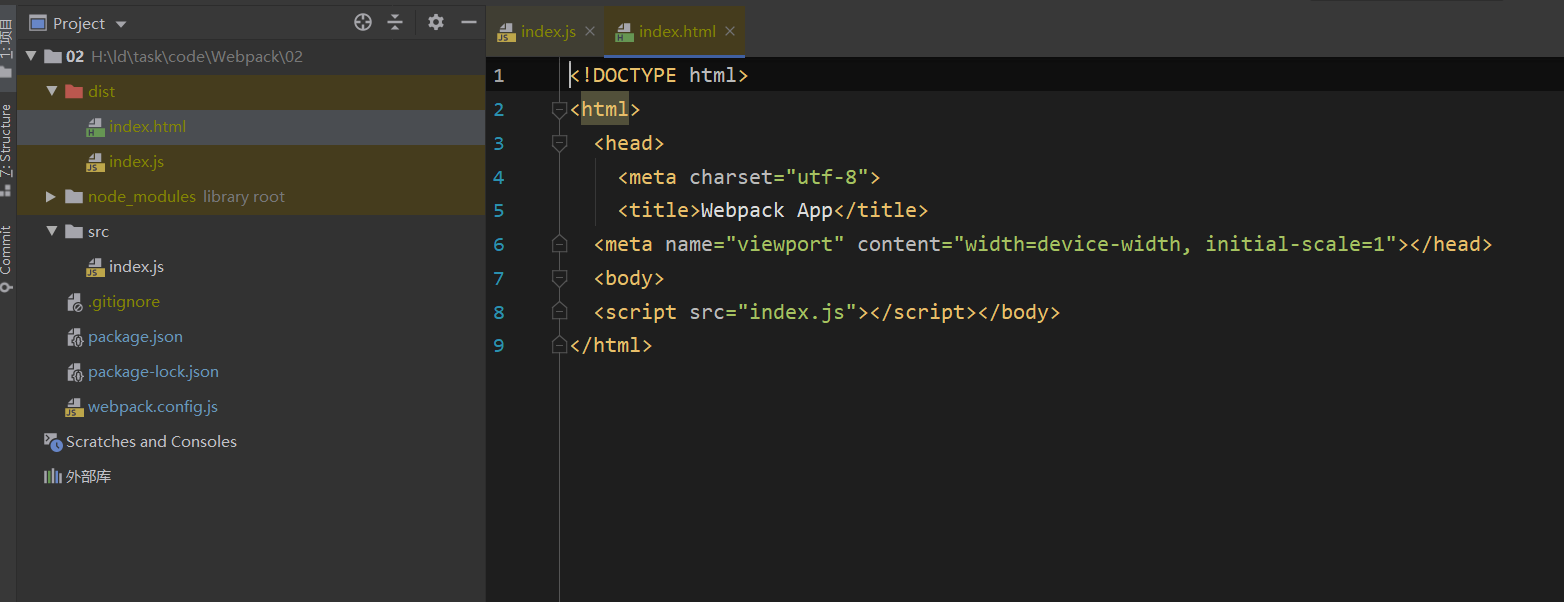 1: 项目
Z: Structure
Commit
Project
02 H:\ld\task\code\Webpack\02
dist
index.html
index.js
node_modules library root
src
index.js
.gitignore
package.json
package-lock.json
webpack.config.js
Scratches and Consoles
外部库
index.js × index.html ×
1 <!DOCTYPE html>
2 <html>
3 <head>
4 <meta charset="utf-8">
5 <title>Webpack App</title>
6 <meta name="viewport" content="width=device-width, initial-scale=1"></head>
7 <body>
8 <script src="index.js"></script></body>
9 </html>